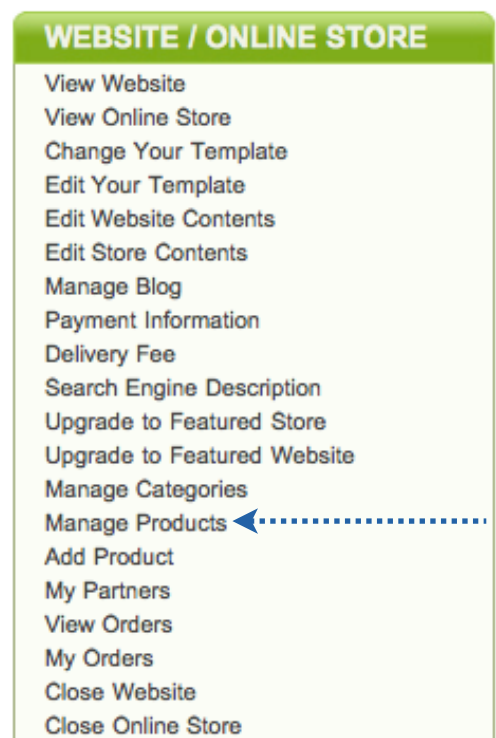 WEBSITE / ONLINE STORE
View Website
View Online Store
Change Your Template
Edit Your Template
Edit Website Contents
Edit Store Contents
Manage Blog
Payment Information
Delivery Fee
Search Engine Description
Upgrade to Featured Store
Upgrade to Featured Website
Manage Categories
Manage Products
Add Product
My Partners
View Orders
My Orders
Close Website
Close Online Store